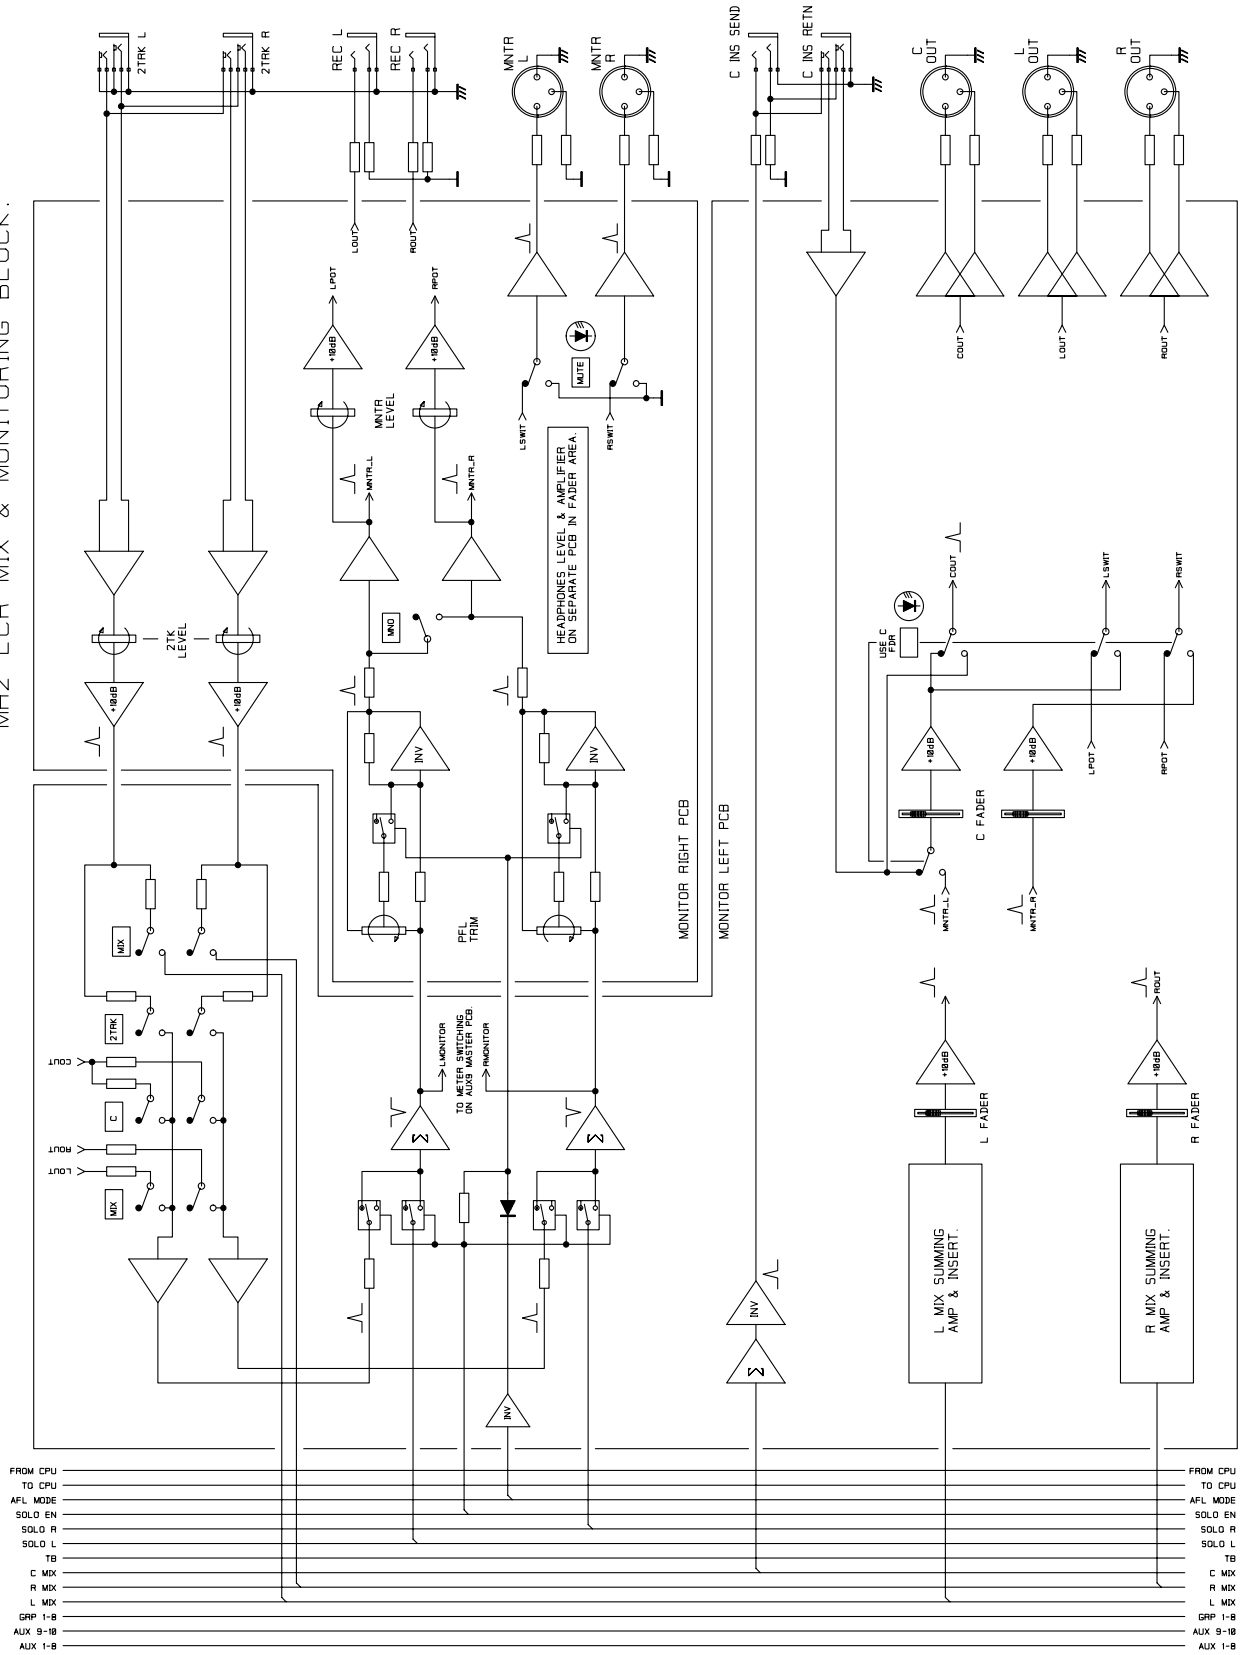 MH2 LCR MIX & MONITORING BLOCK.
2TRK L
2TRK R
REC L
REC R
MNTR
L
MNTR
R
C INS SEND
C INS RETN
C
OUT
L
OUT
R
OUT
LOUT
ROUT
LPOT
RPOT
+10dB
+10dB
MNTR
LEVEL
MUTE
LSWIT
RSWIT
COUT
LOUT
ROUT
MNTR_L
MNTR_R
HEADPHONES LEVEL & AMPLIFIER
ON SEPARATE PCB IN FADER AREA.
MNO
2TK
LEVEL
+10dB
+10dB
INV
INV
USE C
FDR
COUT
LSWIT
RSWIT
+10dB
+10dB
LPOT
RPOT
C FADER
MNTR_L
MNTR_R
PFL
TRIM
MONITOR RIGHT PCB
MONITOR LEFT PCB
MIX
2TRK
COUT
C
ROUT
LOUT
MIX
LMONITOR
TO METER SWITCHING
ON AUX9 MASTER PCB.
RMONITOR
Σ
Σ
ROUT
+10dB
+10dB
L FADER
R FADER
L MIX SUMMING
AMP & INSERT.
R MIX SUMMING
AMP & INSERT.
INV
Σ
INV
FROM CPU
FROM CPU
TO CPU
TO CPU
AFL MODE
AFL MODE
SOLO EN
SOLO EN
SOLO R
SOLO R
SOLO L
SOLO L
TB
TB
C MIX
C MIX
R MIX
R MIX
L MIX
L MIX
GRP 1-8
GRP 1-8
AUX 9-10
AUX 9-10
AUX 1-8
AUX 1-8